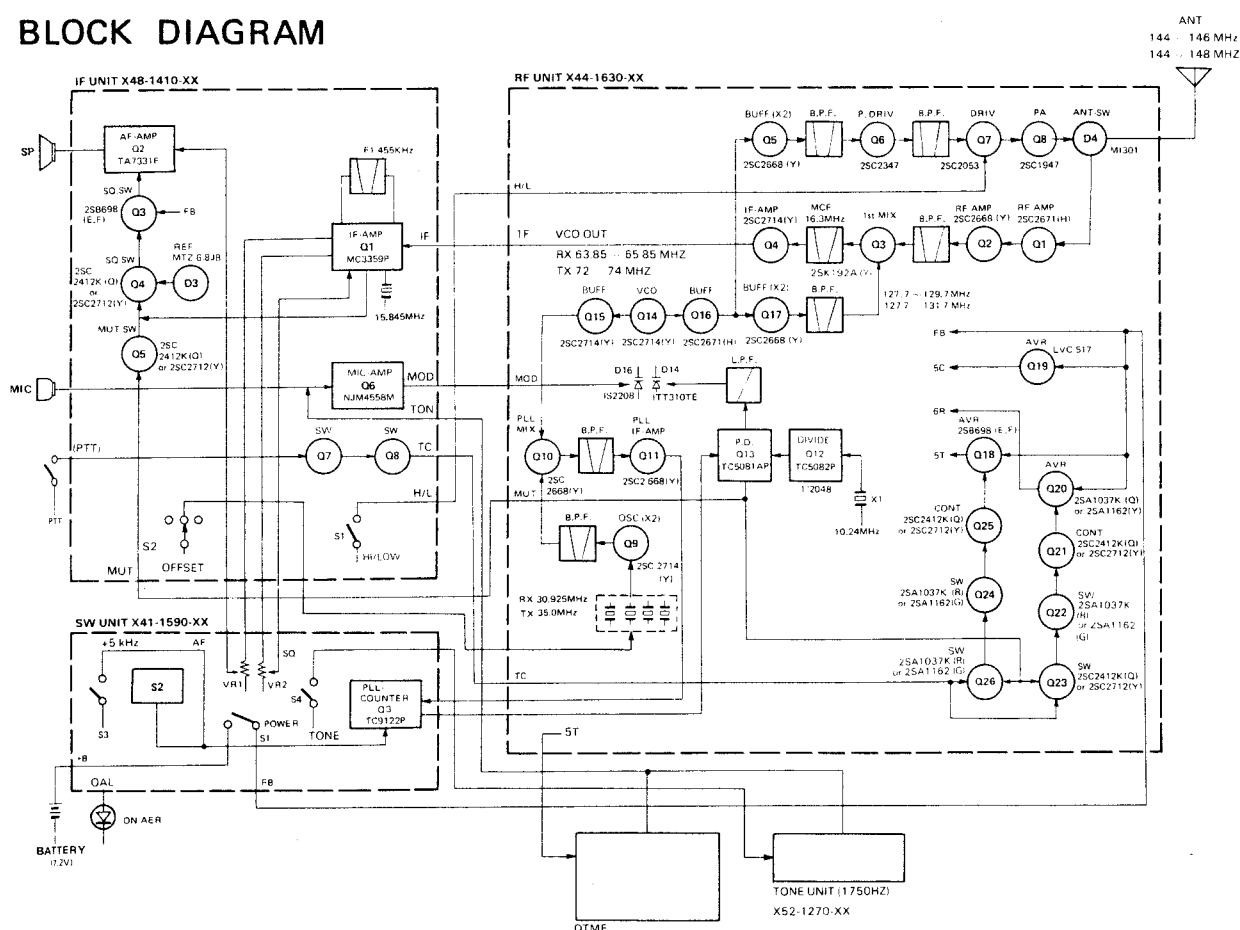 BLOCK DIAGRAM
ANT
144 - 146 MHz
144 - 148 MHZ
IF UNIT X48-1410-XX
AF-AMP
Q2
TA7331F
SP
F1 455KHz
SQ SW
2SB698
(E,F)
Q3
FB
IF-AMP
Q1
MC3359P
IF
REF
MTZ 6.8JB
SQ SW
2SC
2412K (Q)
or
2SC2712(Y)
Q4
D3
15.845MHz
MUT SW
Q5
2SC
2412K(Q)
or 2SC2712(Y)
MIC
MIC-AMP
Q6
NJM4558M
MOD
TON
(PTT)
SW
Q7
SW
Q8
TC
PTT
H/L
S2
OFFSET
S1
HI/LOW
MUT
RF UNIT X44-1630-XX
BUFF (X2)
Q5
2SC2668 (Y)
B.P.F.
P.DRIV
Q6
2SC2347
B.P.F.
DRIV
Q7
2SC2053
PA
Q8
2SC1947
ANT-SW
D4
MI301
H/L
IF
VCO OUT
RX 63.85 - 65.85 MHZ
TX 72 74 MHZ
IF-AMP
2SC2714(Y)
Q4
MCF
16.3MHz
1st MIX
Q3
2SK192A (Y)
B.P.F.
RF AMP
2SC2668 (Y)
Q2
RF AMP
2SC2671(H)
Q1
BUFF
Q15
2SC2714(Y)
VCO
Q14
2SC2714(Y)
BUFF
Q16
2SC2671(H)
BUFF (X2)
Q17
2SC2668 (Y)
B.P.F.
127.7 ~ 129.7MHz
127.7 131.7 MHz
FB
AVR
LVC 517
Q19
5C
MOD
D16
IS2208
D14
ITT310TE
L.P.F.
6R
AVR
2SB698 (E,F)
Q18
5T
PLL
MIX
Q10
2SC
2668(Y)
B.P.F.
PLL
IF-AMP
Q11
2SC2668(Y)
P.D.
Q13
TC5081AP
DIVIDE
Q12
TC5082P
1/2048
X1
10.24MHz
AVR
Q20
2SA1037K (Q)
or 2SA1162(Y)
MUT
B.P.F.
OSC (X2)
Q9
2SC 2714
(Y)
CONT
2SC2412K(Q)
or 2SC2712(Y)
Q25
CONT
Q21
2SC2412K(Q)
or 2SC2712(Y)
RX 30.925MHz
TX 35.0MHz
SW
2SA1037K (R)
or 2SA1162(G)
Q24
SW
2SA1037K
(R)
or 2SA1162
(G)
Q22
TC
SW
2SA1037K (R)
or 2SA1162 (G)
Q26
SW
2SC2412K(Q)
or 2SC2712(Y)
Q23
5T
SW UNIT X41-1590-XX
+5 kHz
AF
S2
S3
VR1
SQ
VR2
S4
TONE
PLL-
COUNTER
Q3
TC9122P
POWER
S1
+B
FB
QAL
ON AER
BATTERY
(7.2V)
TONE UNIT (1750HZ)
X52-1270-XX
DTMF